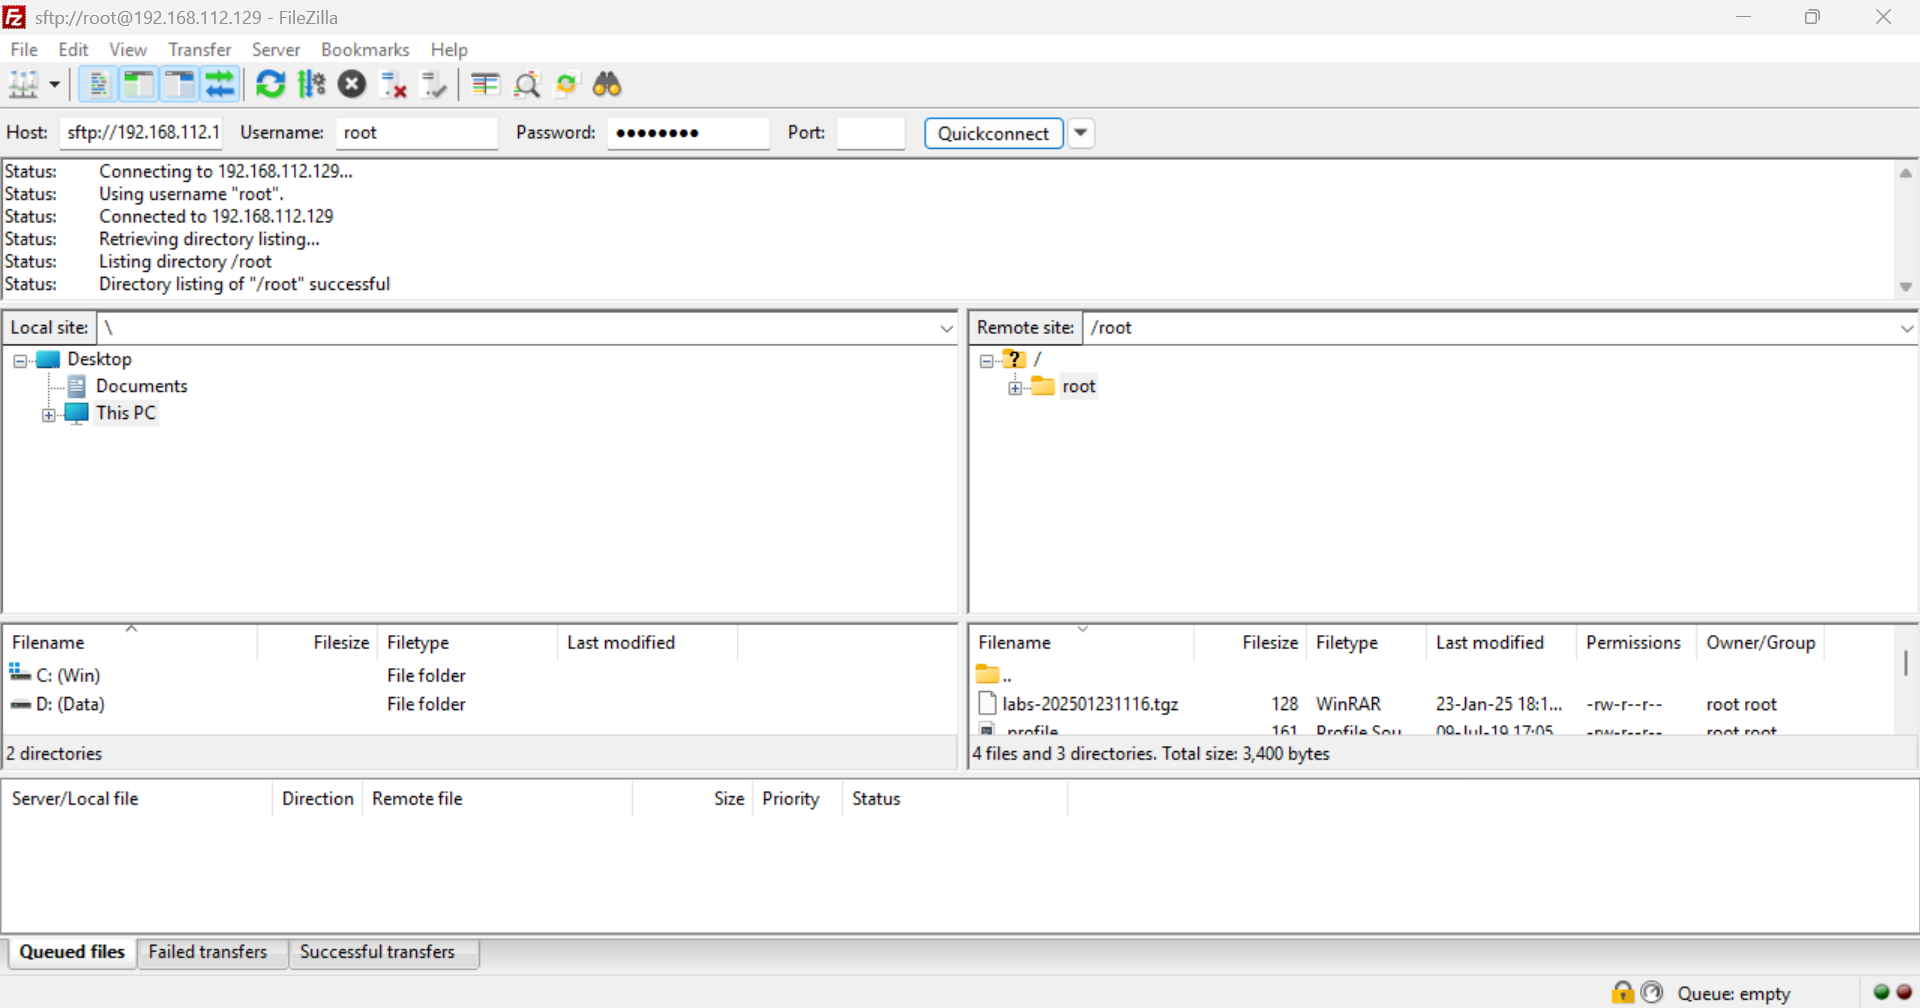 sftp://root@192.168.112.129 - FileZilla
File Edit View Transfer Server Bookmarks Help
Host: sftp://192.168.112.1 Username: root Password: ●●●●●●●● Port: Quickconnect
Status: Connecting to 192.168.112.129...
Status: Using username "root".
Status: Connected to 192.168.112.129
Status: Retrieving directory listing...
Status: Listing directory /root
Status: Directory listing of "/root" successful
Local site: \
Desktop
Documents
This PC
Remote site: /root
/
root
Filename Filesize Filetype Last modified
C: (Win) File folder
D: (Data) File folder
2 directories
Filename Filesize Filetype Last modified Permissions Owner/Group
..
labs-202501231116.tgz 128 WinRAR 23-Jan-25 18:1... -rw-r--r-- root root
.profile 161 Profile Sou 09-Jul-19 17:05 -rw-r--r-- root root
4 files and 3 directories. Total size: 3,400 bytes
Server/Local file Direction Remote file Size Priority Status
Queued files Failed transfers Successful transfers
Queue: empty